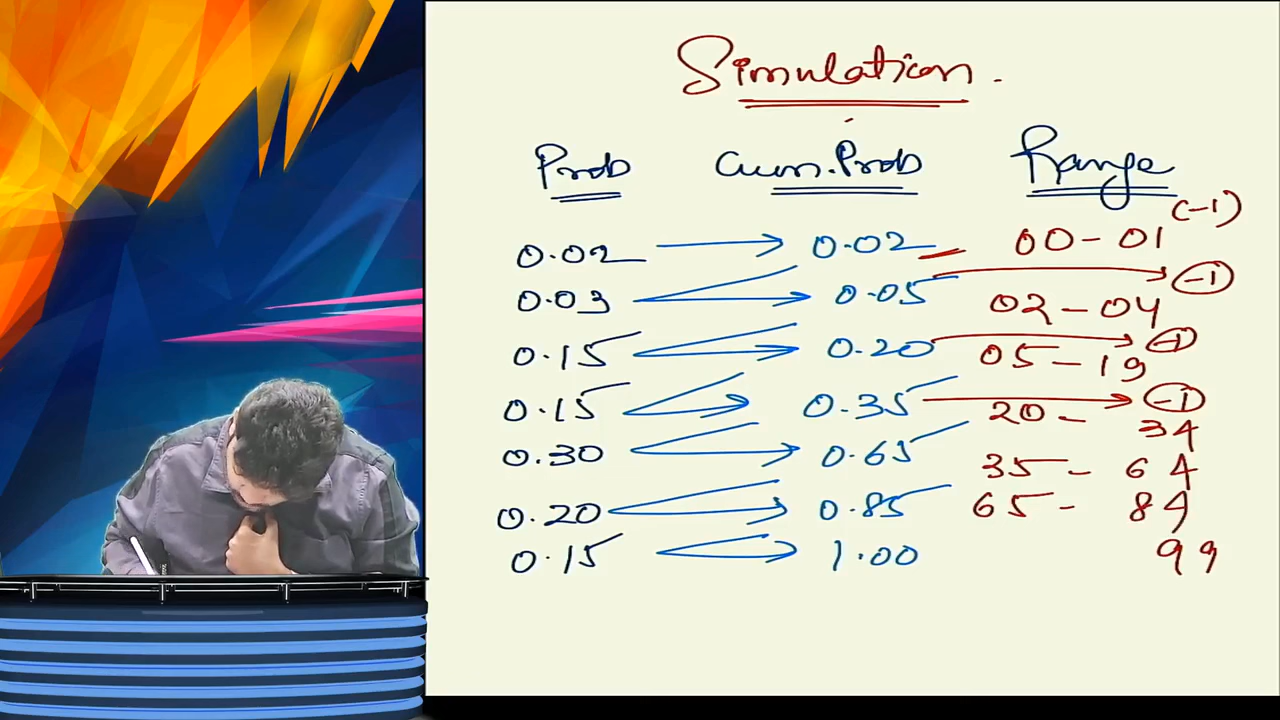 Simulation.
Prob Cum.Prob Range
(-1)
0.02 0.02 00-01
-1
0.03 0.05 02-04
-1
0.15 0.20 05-19
-1
0.15 0.35 20-34
0.30 0.65 35-64
0.20 0.85 65-84
0.15 1.00 99